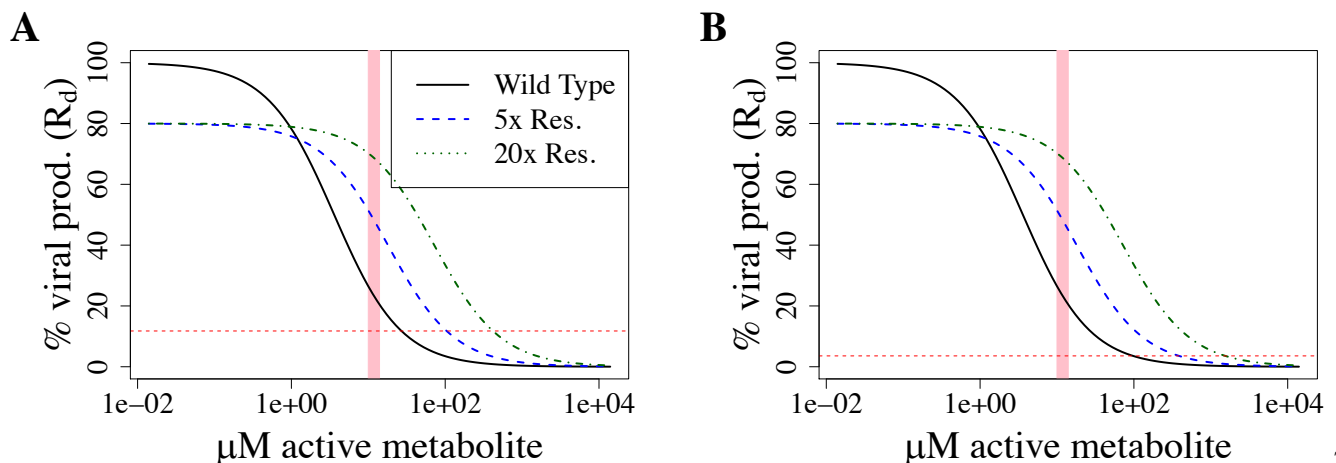 A
% viral prod. (R_d)
100
80
60
40
20
0
Wild Type
5x Res.
20x Res.
1e−02 1e+00 1e+02 1e+04
μM active metabolite
B
% viral prod. (R_d)
100
80
60
40
20
0
1e−02 1e+00 1e+02 1e+04
μM active metabolite